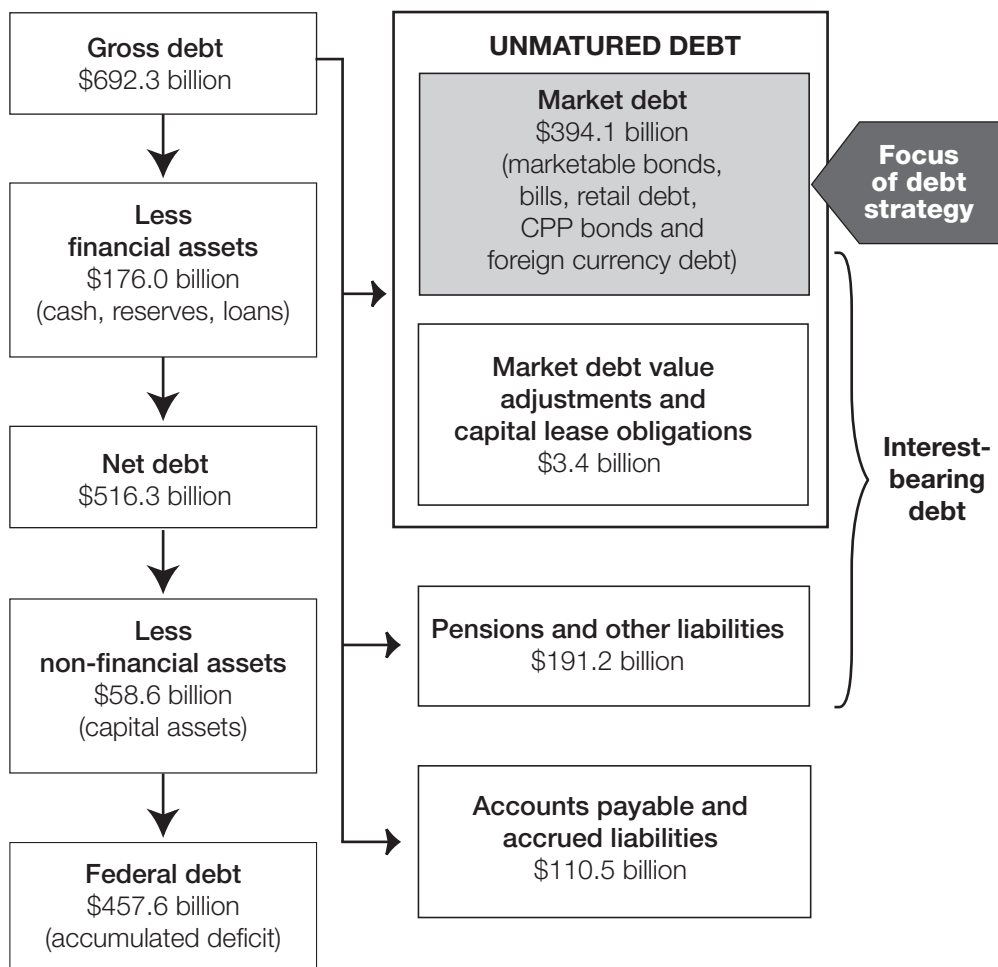 Gross debt
$692.3 billion
Less
financial assets
$176.0 billion
(cash, reserves, loans)
Net debt
$516.3 billion
Less
non-financial assets
$58.6 billion
(capital assets)
Federal debt
$457.6 billion
(accumulated deficit)
UNMATURED DEBT
Market debt
$394.1 billion
(marketable bonds,
bills, retail debt,
CPP bonds and
foreign currency debt)
Market debt value
adjustments and
capital lease obligations
$3.4 billion
Pensions and other liabilities
$191.2 billion
Accounts payable and
accrued liabilities
$110.5 billion
Focus
of debt
strategy
Interest-
bearing
debt